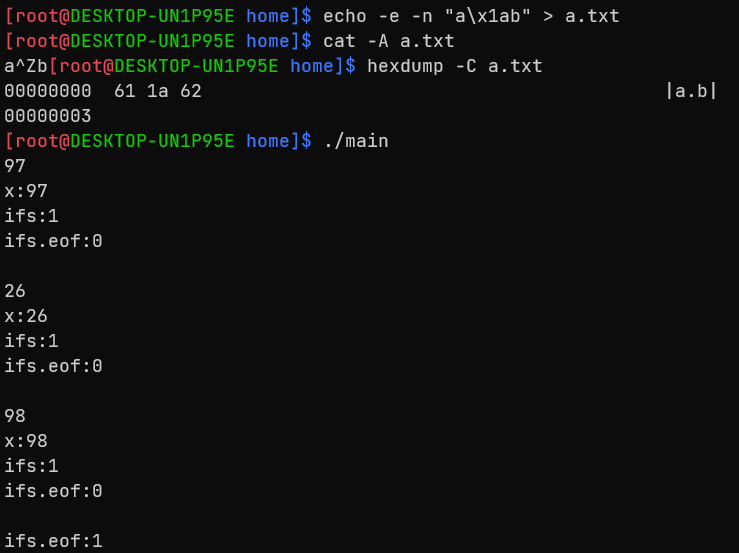 [root@DESKTOP-UN1P95E home]$ echo -e -n "a\x1ab" > a.txt
[root@DESKTOP-UN1P95E home]$ cat -A a.txt
a^Zb[root@DESKTOP-UN1P95E home]$ hexdump -C a.txt
00000000  61 1a 62                                          |a.b|
00000003
[root@DESKTOP-UN1P95E home]$ ./main
97
x:97
ifs:1
ifs.eof:0

26
x:26
ifs:1
ifs.eof:0

98
x:98
ifs:1
ifs.eof:0

ifs.eof:1